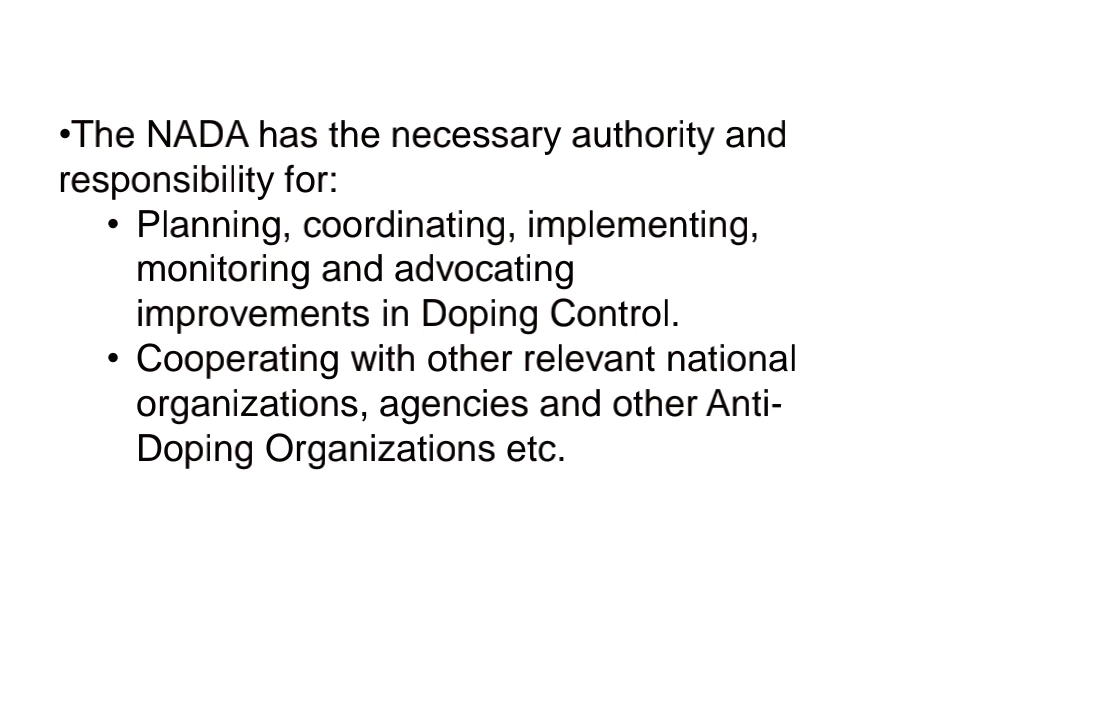 •The NADA has the necessary authority and
responsibility for:
• Planning, coordinating, implementing,
monitoring and advocating
improvements in Doping Control.
• Cooperating with other relevant national
organizations, agencies and other Anti-
Doping Organizations etc.